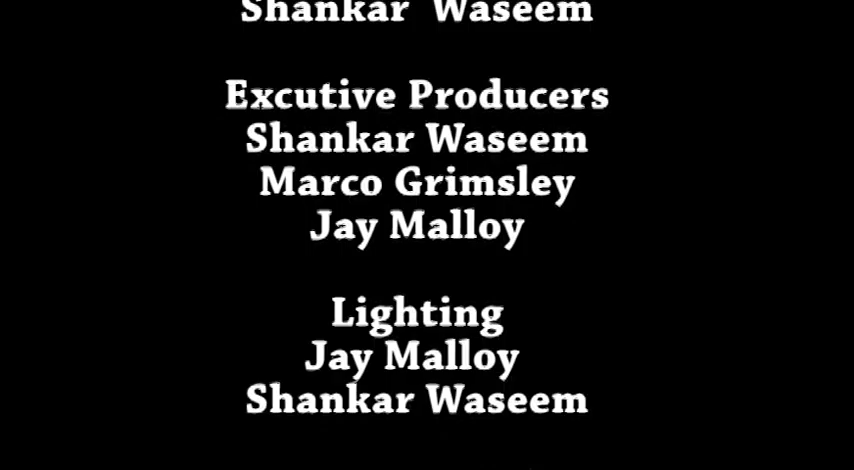 Shankar Waseem
Excutive Producers
Shankar Waseem
Marco Grimsley
Jay Malloy
Lighting
Jay Malloy
Shankar Waseem